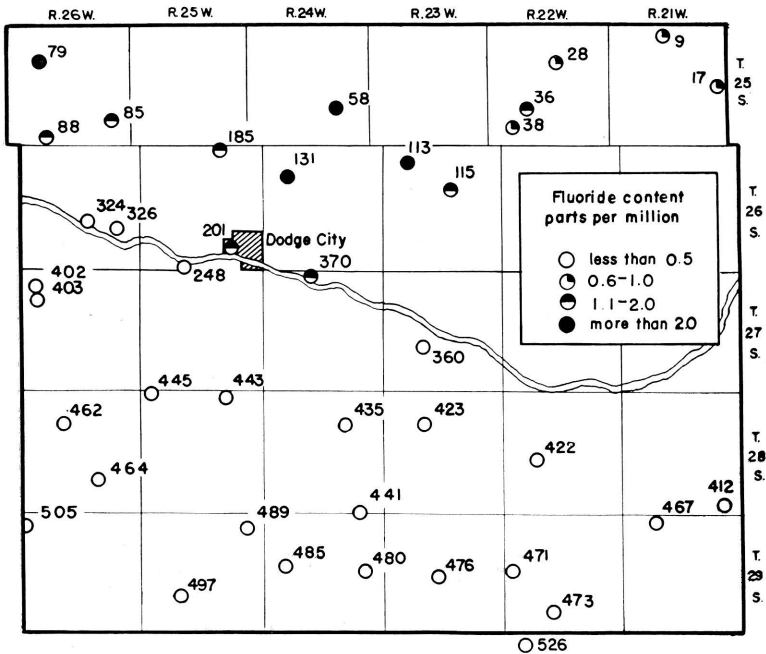 R.26W. R.25W. R.24W. R.23W. R.22W. R.21W.
79
28
9
T.
25
S.
17
58
85
36
88
38
185
113
131
115
Fluoride content
parts per million
T.
26
S.
324
326
201
Dodge City
less than 0.5
402
248
370
0.6-1.0
403
1.1-2.0
more than 2.0
T.
27
S.
360
445
443
462
435
423
T.
28
S.
422
464
412
441
505
489
467
485
480
476
471
T.
29
S.
497
473
526